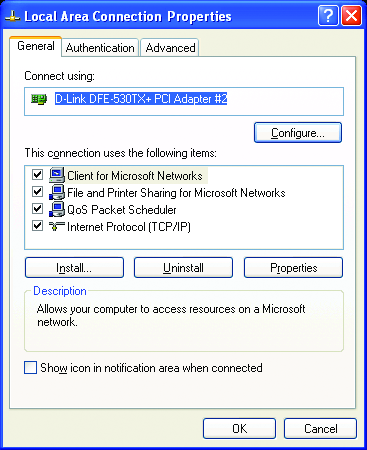 Local Area Connection Properties
General Authentication Advanced
Connect using:
D-Link DFE-530TX+ PCI Adapter #2
Configure...
This connection uses the following items:
Client for Microsoft Networks
File and Printer Sharing for Microsoft Networks
QoS Packet Scheduler
Internet Protocol (TCP/IP)
Install... Uninstall Properties
Description
Allows your computer to access resources on a Microsoft
network.
Show icon in notification area when connected
OK Cancel